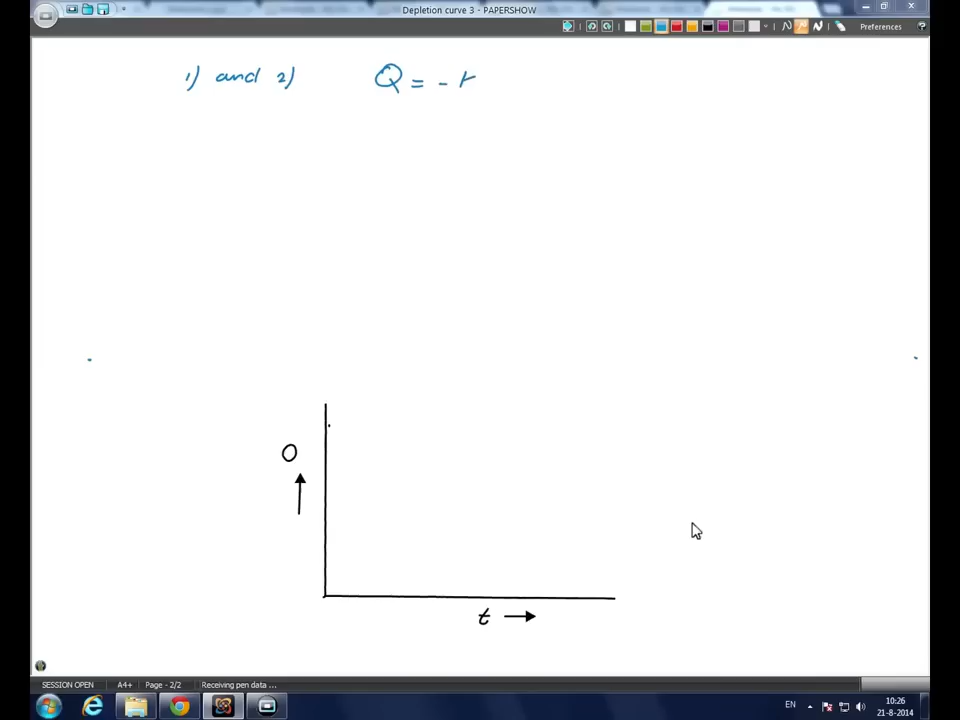 Depletion curve 3 - PAPERSHOW
Preferences
1) and 2) Q = -
O
t
SESSION OPEN A4+ Page - 2/2 Receiving pen data ...
EN 10:26
21-8-2014